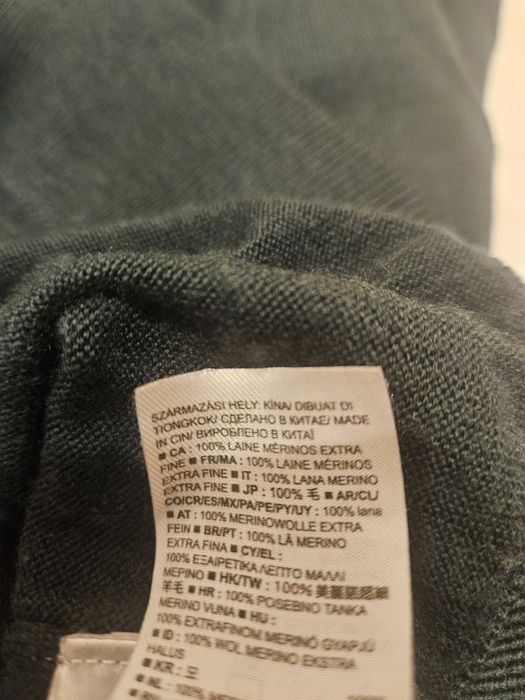 SZÁRMAZÁSI HELY: KÍNA/ DIBUAT DI
TIONGKOK/ СДЕЛАНО В КИТАЕ/ MADE
IN CIN/ ВИРОБЛЕНО В КИТАЇ
■ CA : 100% LAINE MÉRINOS EXTRA
FINE ■ FR/MA : 100% LAINE MÉRINOS
EXTRA FINE ■ IT : 100% LANA MERINO
EXTRA FINE ■ JP : 100% 毛 ■ AR/CL/
CO/CR/ES/MX/PA/PE/PY/UY : 100% lana
■ AT : 100% MERINOWOLLE EXTRA
FEIN ■ BR/PT : 100% LÃ MERINO
EXTRA FINA ■ CY/EL :
100% ΕΞΑΙΡΕΤΙΚΑ ΛΕΠΤΟ ΜΑΛΛΙ
ΜΕΡΙΝΟ ■ HK/TW : 100%
羊毛 ■ HR : 100% POSEBNO TANKA
MERINO VUNA ■ HU :
100% EXTRAFINOM MERINÓ GYAPJÚ
■ ID : 100% WOL MERINO EKSTRA
HALUS
■ KR : 모
■ NL : 100%